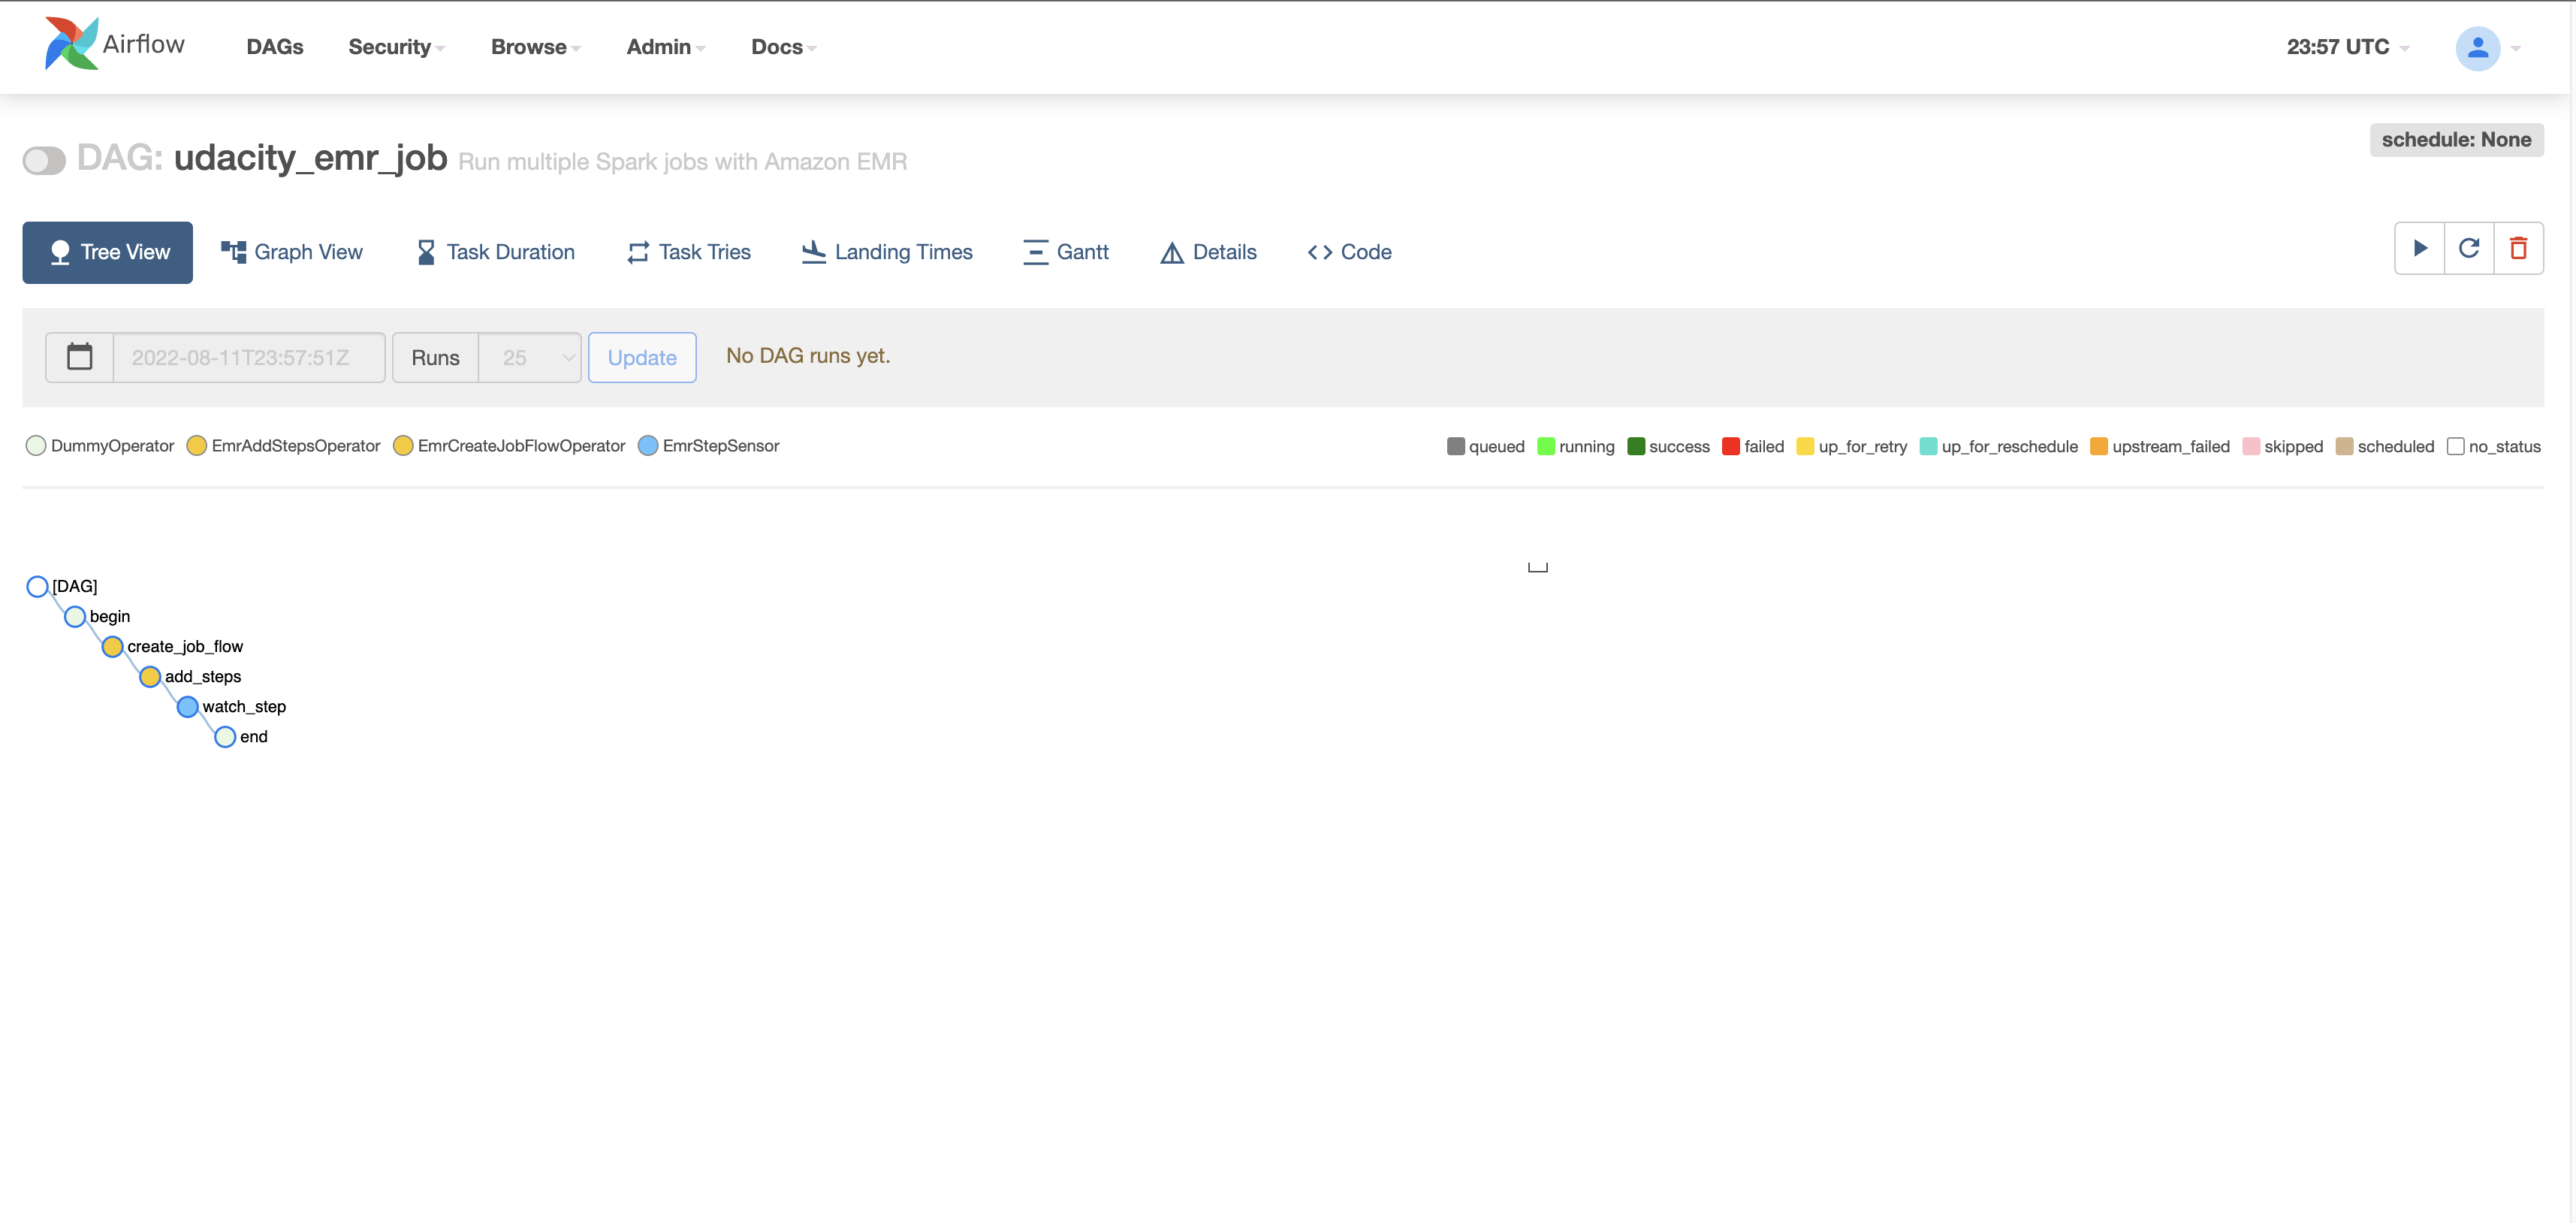 Airflow DAGs Security Browse Admin Docs 23:57 UTC
schedule: None
DAG: udacity_emr_job Run multiple Spark jobs with Amazon EMR
Tree View Graph View Task Duration Task Tries Landing Times Gantt Details Code
2022-08-11T23:57:51Z Runs 25 Update No DAG runs yet.
DummyOperator EmrAddStepsOperator EmrCreateJobFlowOperator EmrStepSensor queued running success failed up_for_retry up_for_reschedule upstream_failed skipped scheduled no_status
[DAG]
begin
create_job_flow
add_steps
watch_step
end